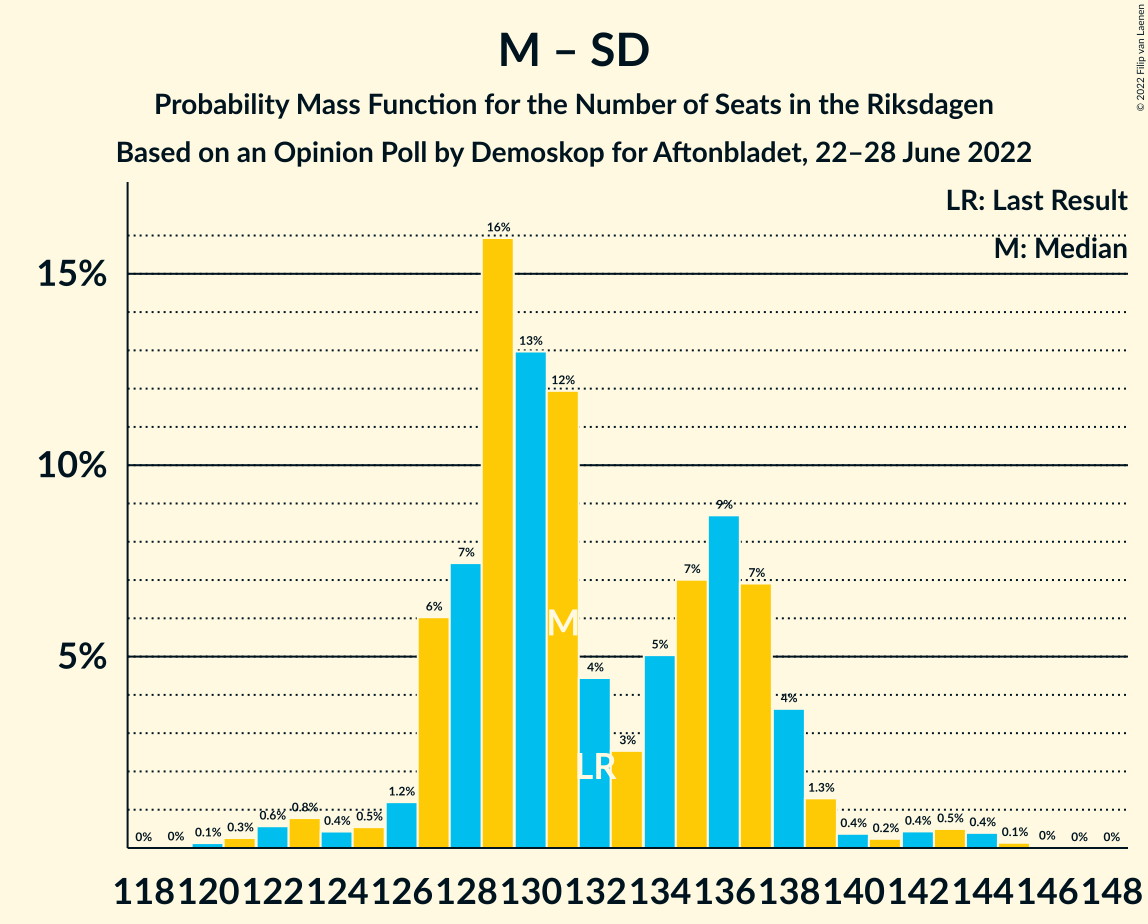 M – SD
Probability Mass Function for the Number of Seats in the Riksdagen
Based on an Opinion Poll by Demoskop for Aftonbladet, 22–28 June 2022
© 2022 Filip van Laenen
LR: Last Result
M: Median
15%
10%
5%
0% 0% 0.1% 0.3% 0.6% 0.8% 0.4% 0.5% 1.2% 6% 7% 16% 13% 12% 4% 3% 5% 7% 9% 7% 4% 1.3% 0.4% 0.2% 0.4% 0.5% 0.4% 0.1% 0% 0% 0%
M
LR
118 120 122 124 126 128 130 132 134 136 138 140 142 144 146 148